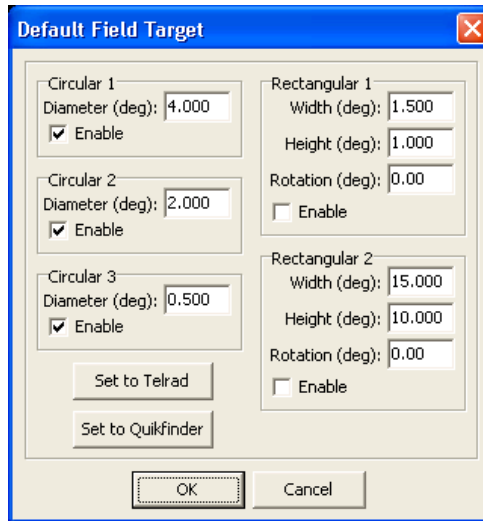 Default Field Target
Circular 1
Diameter (deg): 4.000
Enable
Circular 2
Diameter (deg): 2.000
Enable
Circular 3
Diameter (deg): 0.500
Enable
Set to Telrad
Set to Quikfinder
Rectangular 1
Width (deg): 1.500
Height (deg): 1.000
Rotation (deg): 0.00
Enable
Rectangular 2
Width (deg): 15.000
Height (deg): 10.000
Rotation (deg): 0.00
Enable
OK
Cancel